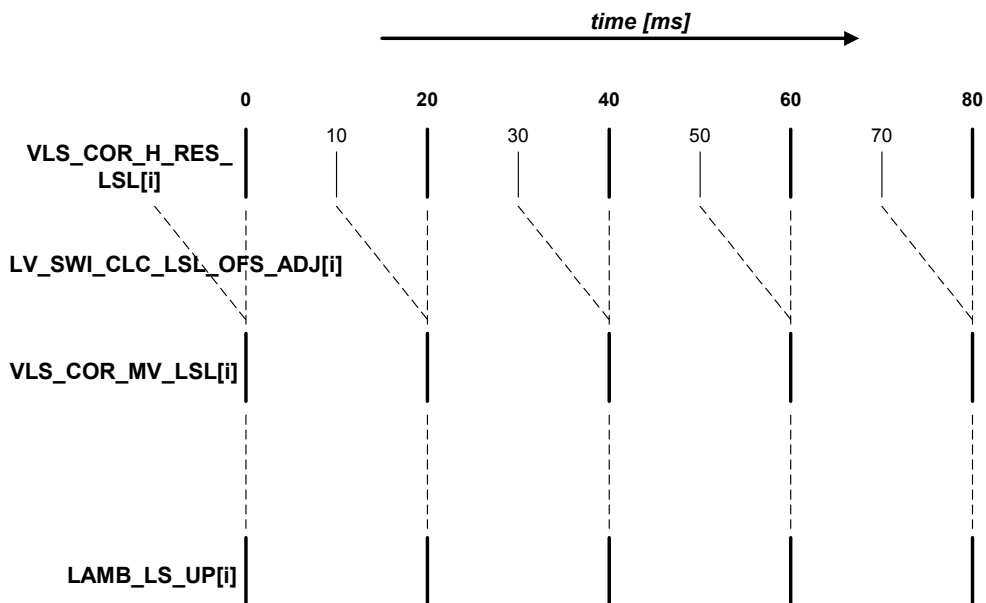 time [ms]
0 20 40 60 80
10 30 50 70
VLS_COR_H_RES_
LSL[i]
LV_SWI_CLC_LSL_OFS_ADJ[i]
VLS_COR_MV_LSL[i]
LAMB_LS_UP[i]